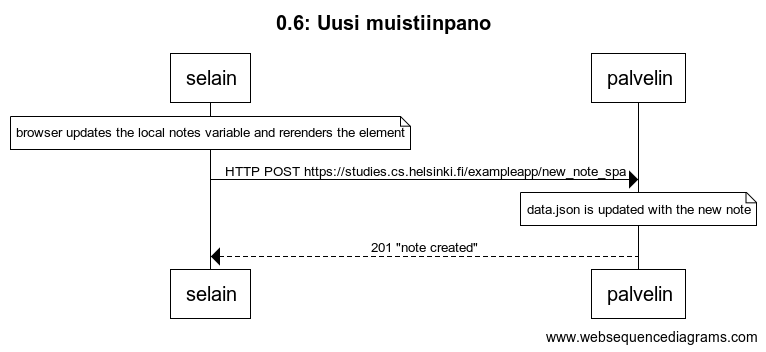 0.6: Uusi muistiinpano
selain
palvelin
browser updates the local notes variable and rerenders the element
HTTP POST https://studies.cs.helsinki.fi/exampleapp/new_note_spa
data.json is updated with the new note
201 "note created"
selain
palvelin
www.websequencediagrams.com